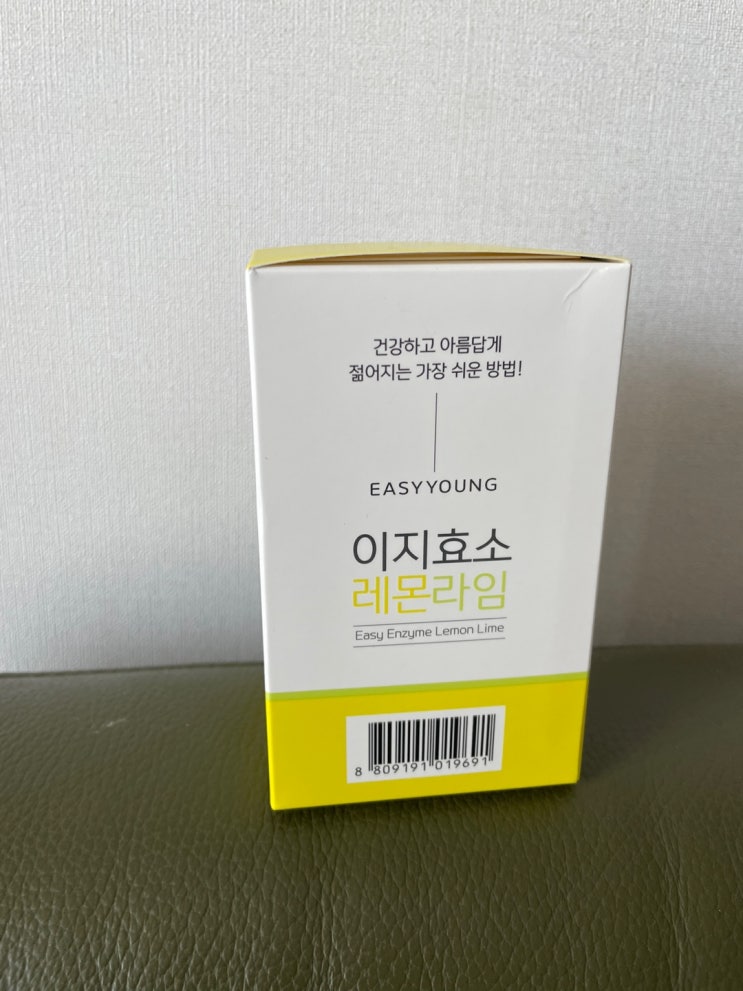 건강하고 아름답게
젊어지는 가장 쉬운 방법!
EASYYOUNG
이지효소
레몬라임
Easy Enzyme Lemon Lime
8 809191 019691